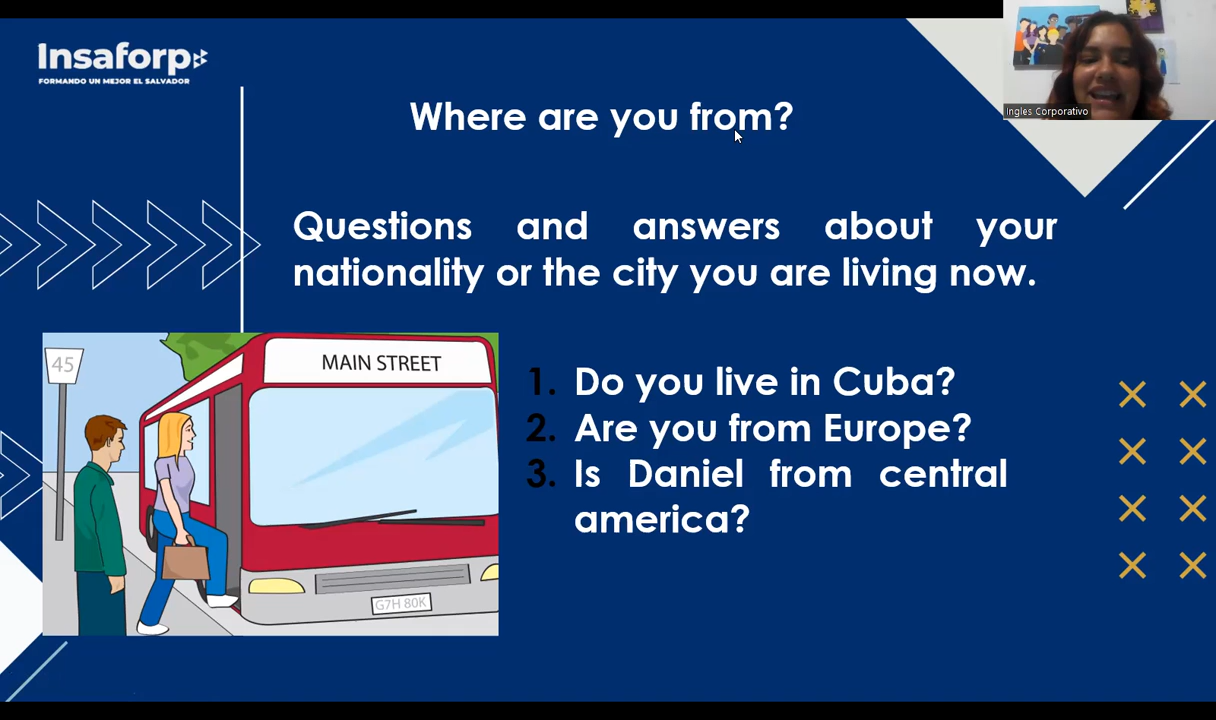 Insaforp
FORMANDO UN MEJOR EL SALVADOR
Ingles Corporativo
Where are you from?
Questions and answers about your
nationality or the city you are living now.
45
MAIN STREET
G7H 80K
1. Do you live in Cuba?
2. Are you from Europe?
3. Is Daniel from central
america?